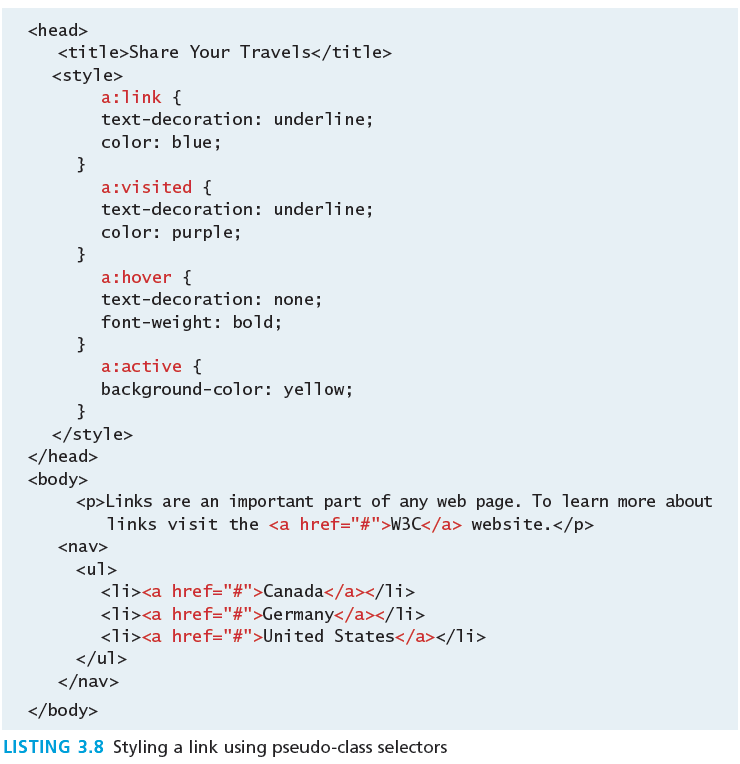 <head>
<title>Share Your Travels</title>
<style>
a:link {
text-decoration: underline;
color: blue;
}
a:visited {
text-decoration: underline;
color: purple;
}
a:hover {
text-decoration: none;
font-weight: bold;
}
a:active {
background-color: yellow;
}
</style>
</head>
<body>
<p>Links are an important part of any web page. To learn more about
links visit the <a href="#">W3C</a> website.</p>
<nav>
<ul>
<li><a href="#">Canada</a></li>
<li><a href="#">Germany</a></li>
<li><a href="#">United States</a></li>
</ul>
</nav>
</body>
LISTING 3.8 Styling a link using pseudo-class selectors